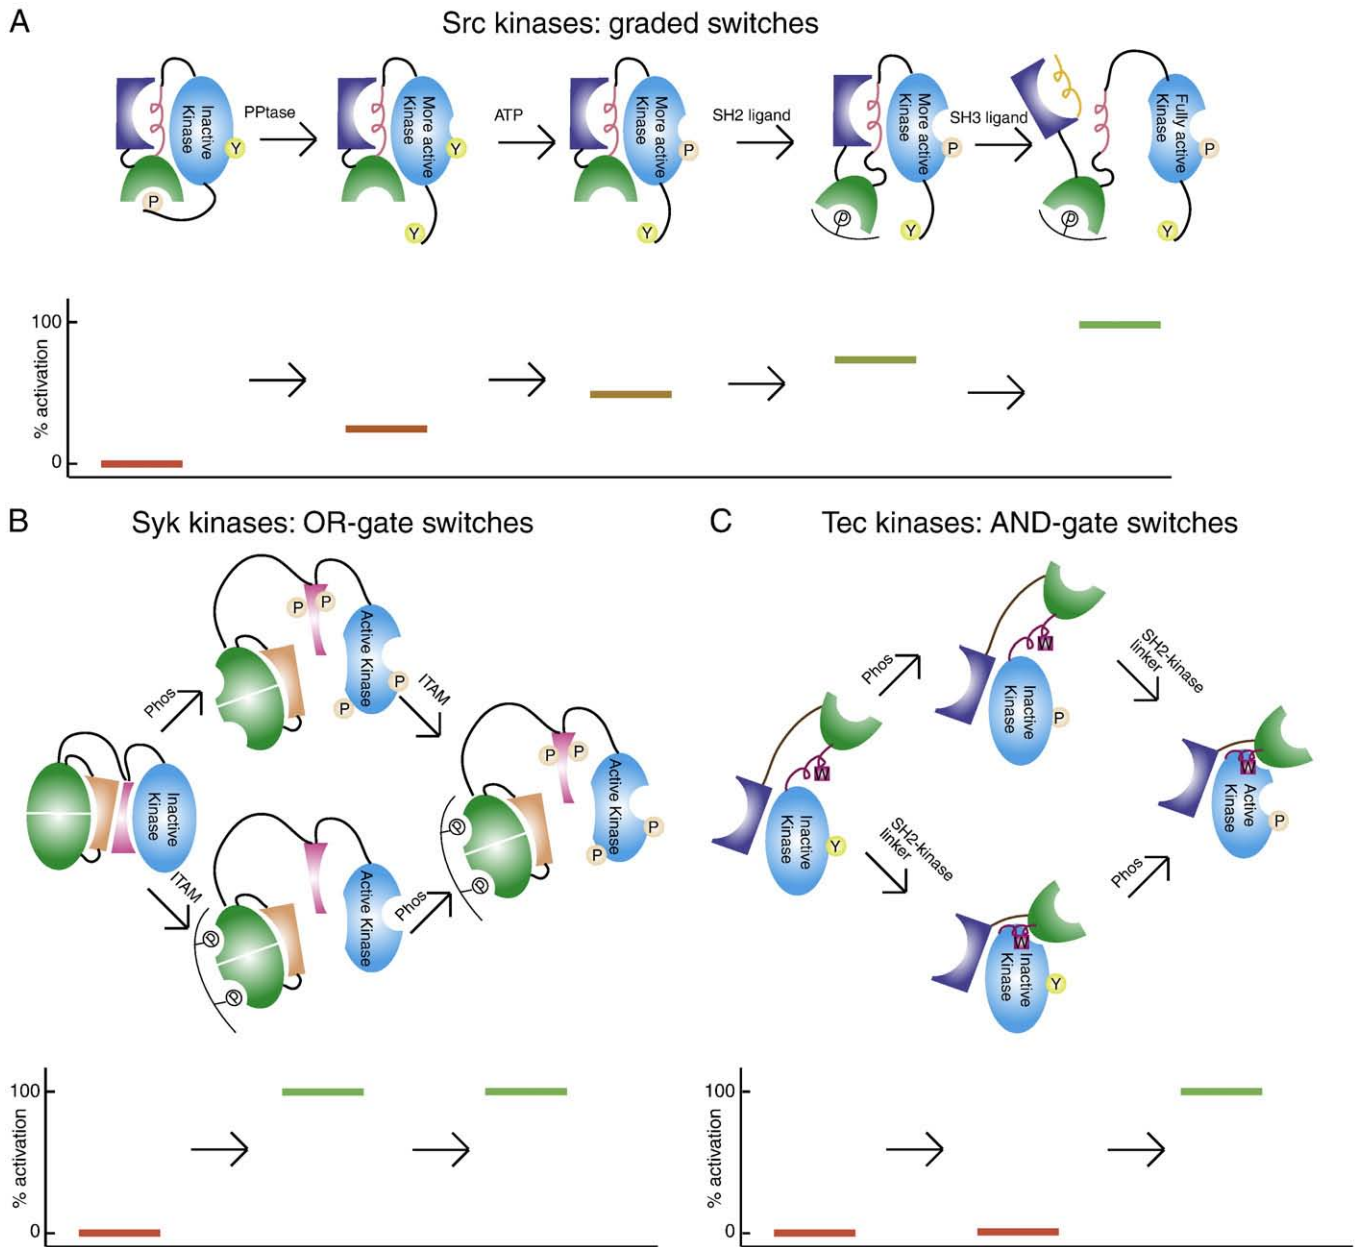 A
Src kinases: graded switches
Inactive
Kinase
Y
P
PPtase
More active
Kinase
Y
Y
ATP
More active
Kinase
P
Y
SH2 ligand
More active
Kinase
P
p
Y
SH3 ligand
Fully active
Kinase
P
p
Y
100
0
% activation
B
Syk kinases: OR-gate switches
P
P
Active Kinase
P
P
Phos
ITAM
Inactive
Kinase
P
P
Active Kinase
P
P
p
p
ITAM
Active Kinase
p
p
Phos
100
0
% activation
C
Tec kinases: AND-gate switches
W
Inactive
Kinase
P
Phos
SH2-kinase
linker
W
Inactive
Kinase
Y
W
Active
Kinase
P
SH2-kinase
linker
W
Inactive
Kinase
Y
Phos
100
0
% activation